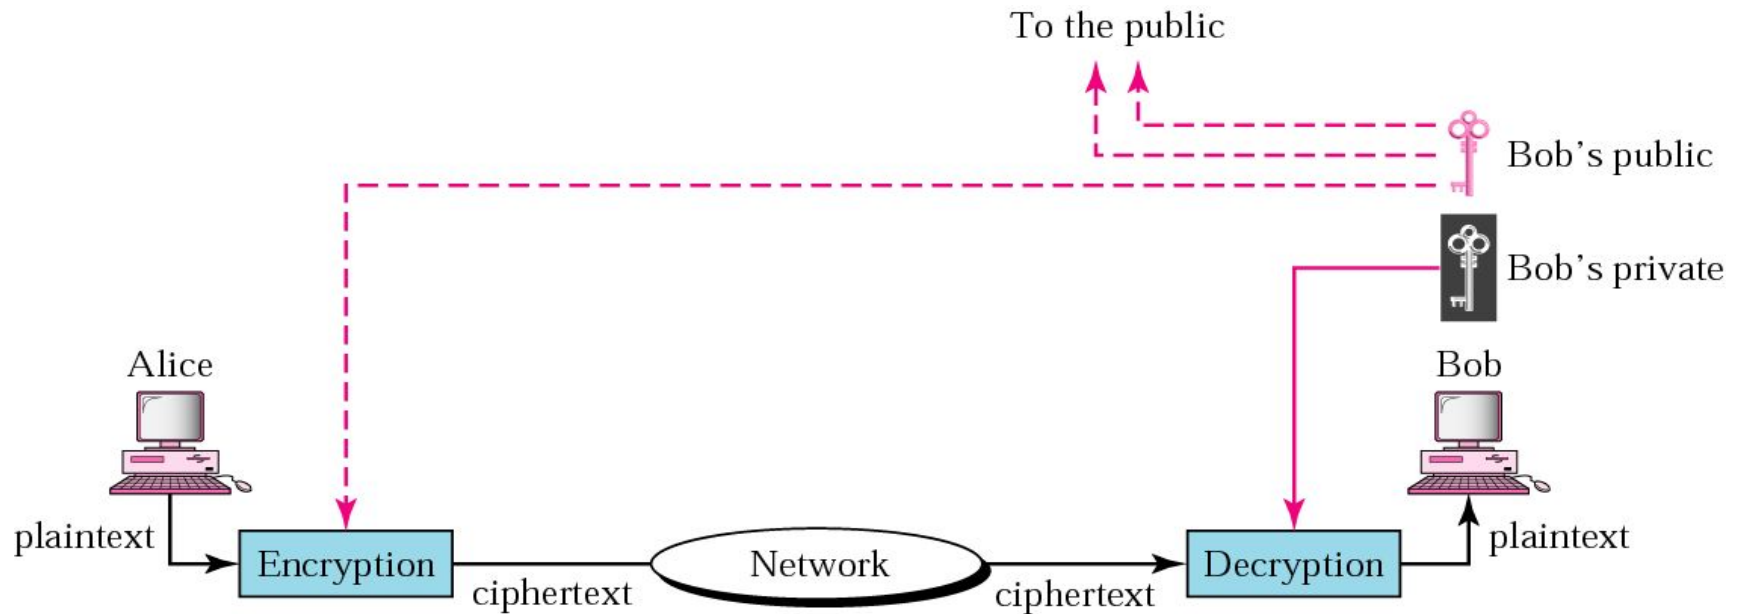 To the public
Bob's public
Bob's private
Alice
Bob
plaintext
Encryption
ciphertext
Network
ciphertext
Decryption
plaintext